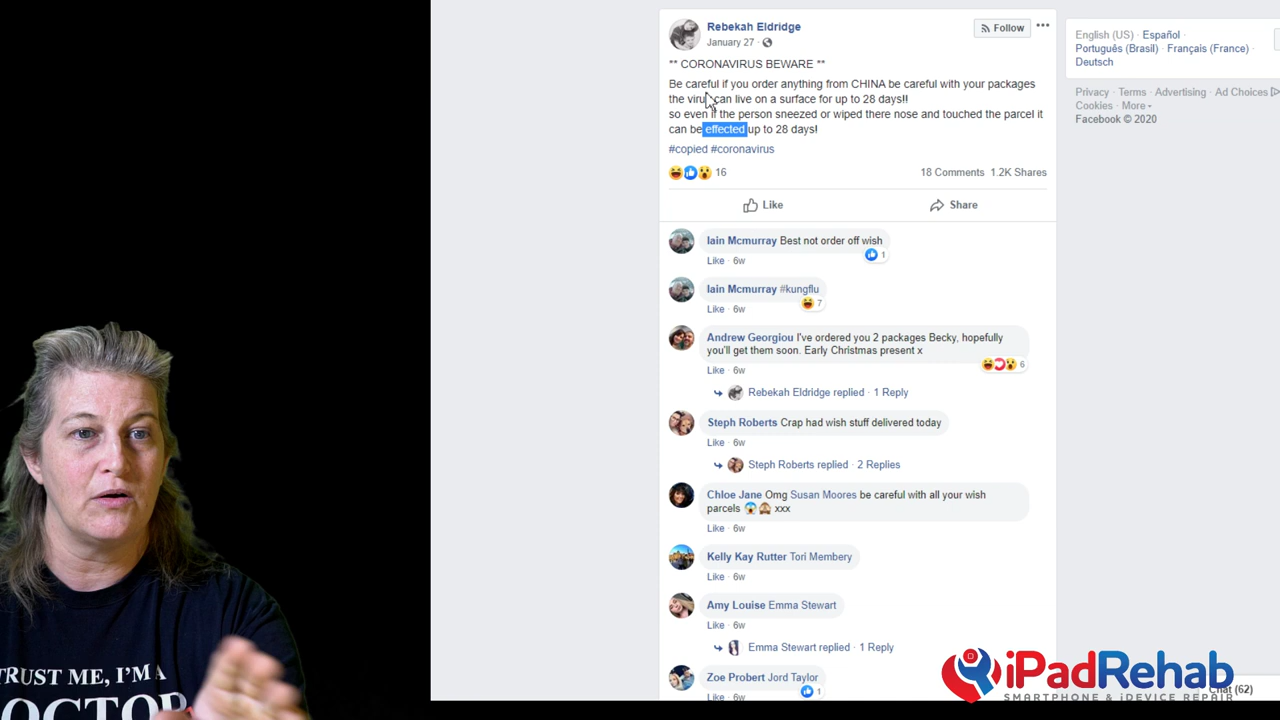 Rebekah Eldridge
January 27
Follow
** CORONAVIRUS BEWARE **
Be careful if you order anything from CHINA be careful with your packages
the virus can live on a surface for up to 28 days!!
so even if the person sneezed or wiped there nose and touched the parcel it
can be effected up to 28 days!
#copied #coronavirus
16
18 Comments 1.2K Shares
Like
Share
Iain Mcmurray Best not order off wish
1
Like · 6w
Iain Mcmurray #kungflu
7
Like · 6w
Andrew Georgiou I've ordered you 2 packages Becky, hopefully
you'll get them soon. Early Christmas present x
6
Like · 6w
Rebekah Eldridge replied · 1 Reply
Steph Roberts Crap had wish stuff delivered today
Like · 6w
Steph Roberts replied · 2 Replies
Chloe Jane Omg Susan Moores be careful with all your wish
parcels 😱🙈 xxx
Like · 6w
Kelly Kay Rutter Tori Membery
Like · 6w
Amy Louise Emma Stewart
Like · 6w
Emma Stewart replied · 1 Reply
Zoe Probert Jord Taylor
1
Like · 6w
English (US) · Español ·
Português (Brasil) · Français (France) ·
Deutsch
Privacy · Terms · Advertising · Ad Choices
Cookies · More
Facebook © 2020
TRUST ME, I'M A
DOCTOR
iPadRehab
SMARTPHONE & iDEVICE REPAIR
Chat (62)